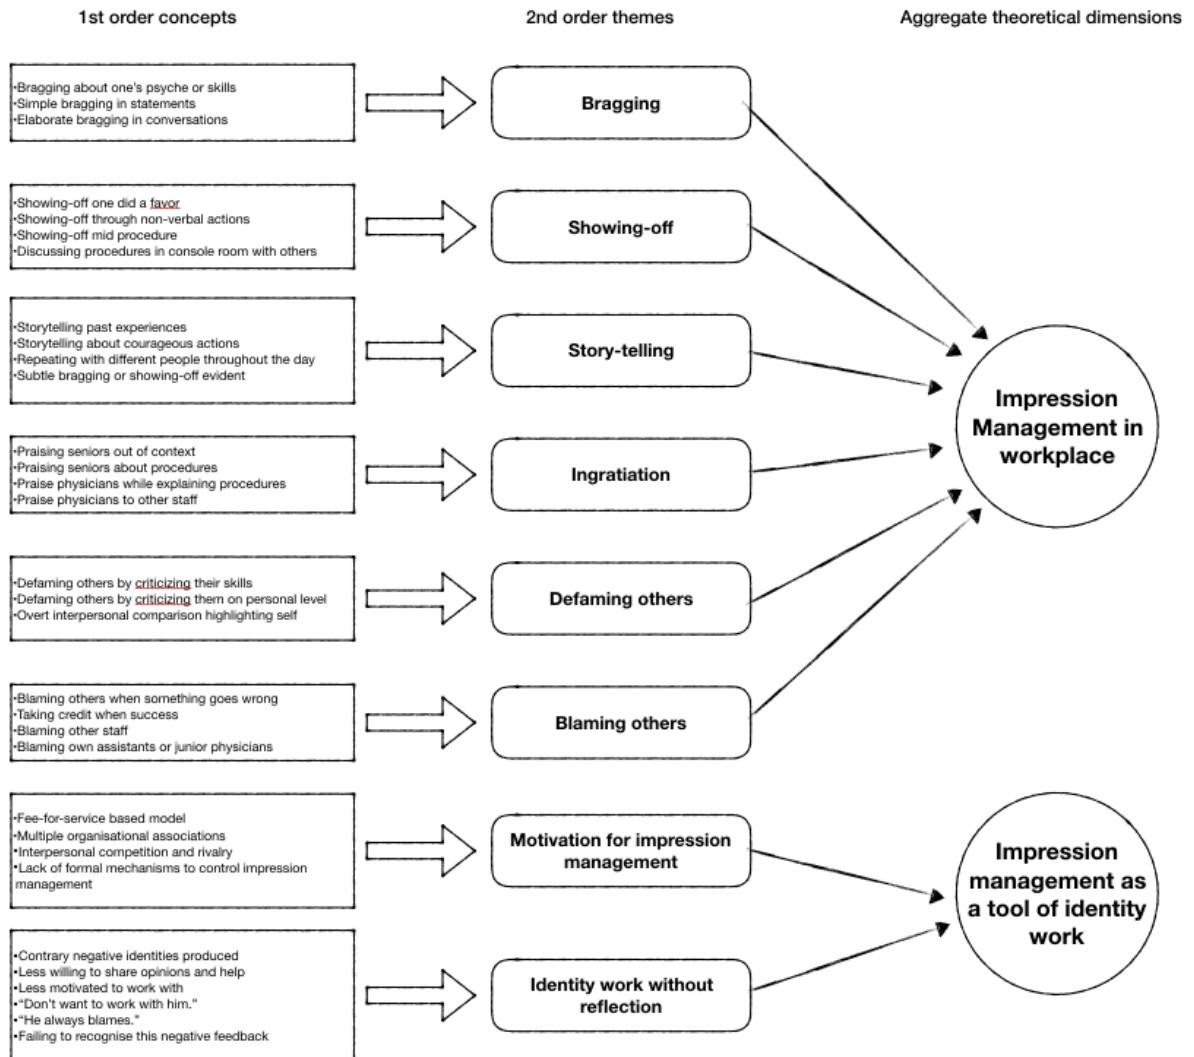 1st order concepts
2nd order themes
Aggregate theoretical dimensions
•Bragging about one's psyche or skills
•Simple bragging in statements
•Elaborate bragging in conversations
Bragging
•Showing-off one did a favor
•Showing-off through non-verbal actions
•Showing-off mid procedure
•Discussing procedures in console room with others
Showing-off
•Storytelling past experiences
•Storytelling about courageous actions
•Repeating with different people throughout the day
•Subtle bragging or showing-off evident
Story-telling
•Praising seniors out of context
•Praising seniors about procedures
•Praise physicians while explaining procedures
•Praise physicians to other staff
Ingratiation
•Defaming others by criticizing their skills
•Defaming others by criticizing them on personal level
•Overt interpersonal comparison highlighting self
Defaming others
•Blaming others when something goes wrong
•Taking credit when success
•Blaming other staff
•Blaming own assistants or junior physicians
Blaming others
Impression
Management in
workplace
•Fee-for-service based model
•Multiple organisational associations
•Interpersonal competition and rivalry
•Lack of formal mechanisms to control impression
management
Motivation for impression
management
•Contrary negative identities produced
•Less willing to share opinions and help
•Less motivated to work with
•“Don't want to work with him.”
•“He always blames.”
•Failing to recognise this negative feedback
Identity work without
reflection
Impression
management as
a tool of identity
work